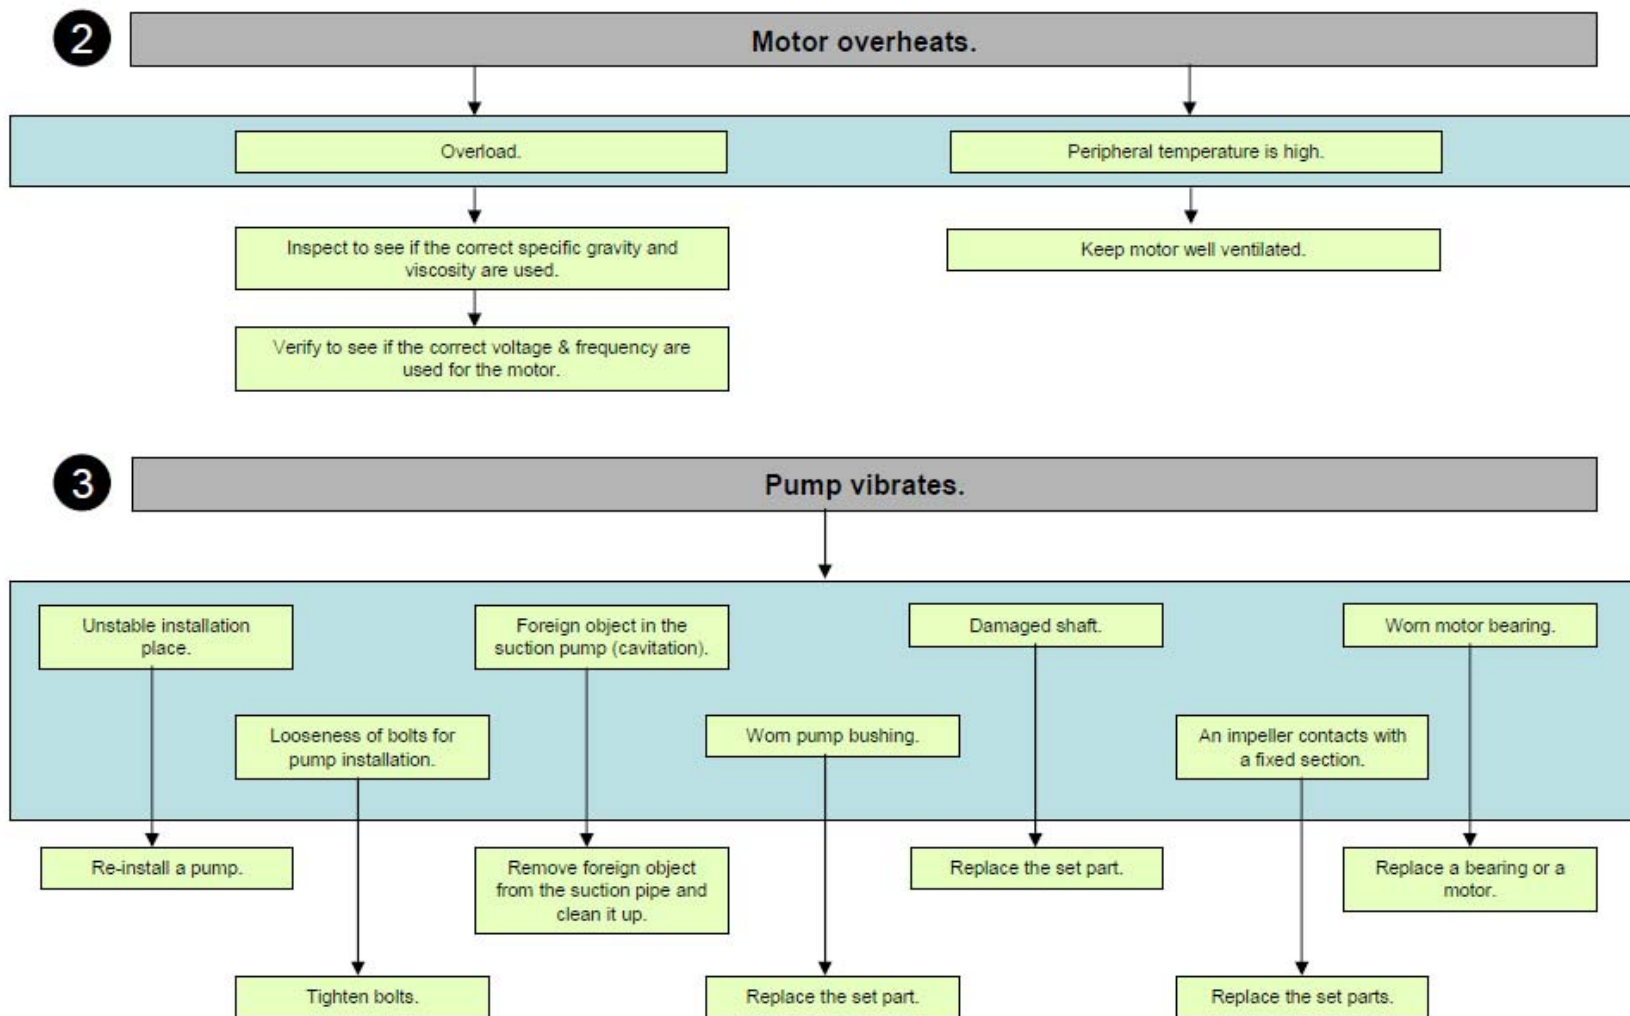 2
Motor overheats.
Overload.
Peripheral temperature is high.
Inspect to see if the correct specific gravity and
viscosity are used.
Keep motor well ventilated.
Verify to see if the correct voltage & frequency are
used for the motor.
3
Pump vibrates.
Unstable installation
place.
Foreign object in the
suction pump (cavitation).
Damaged shaft.
Worn motor bearing.
Looseness of bolts for
pump installation.
Worn pump bushing.
An impeller contacts with
a fixed section.
Re-install a pump.
Remove foreign object
from the suction pipe and
clean it up.
Replace the set part.
Replace a bearing or a
motor.
Tighten bolts.
Replace the set part.
Replace the set parts.